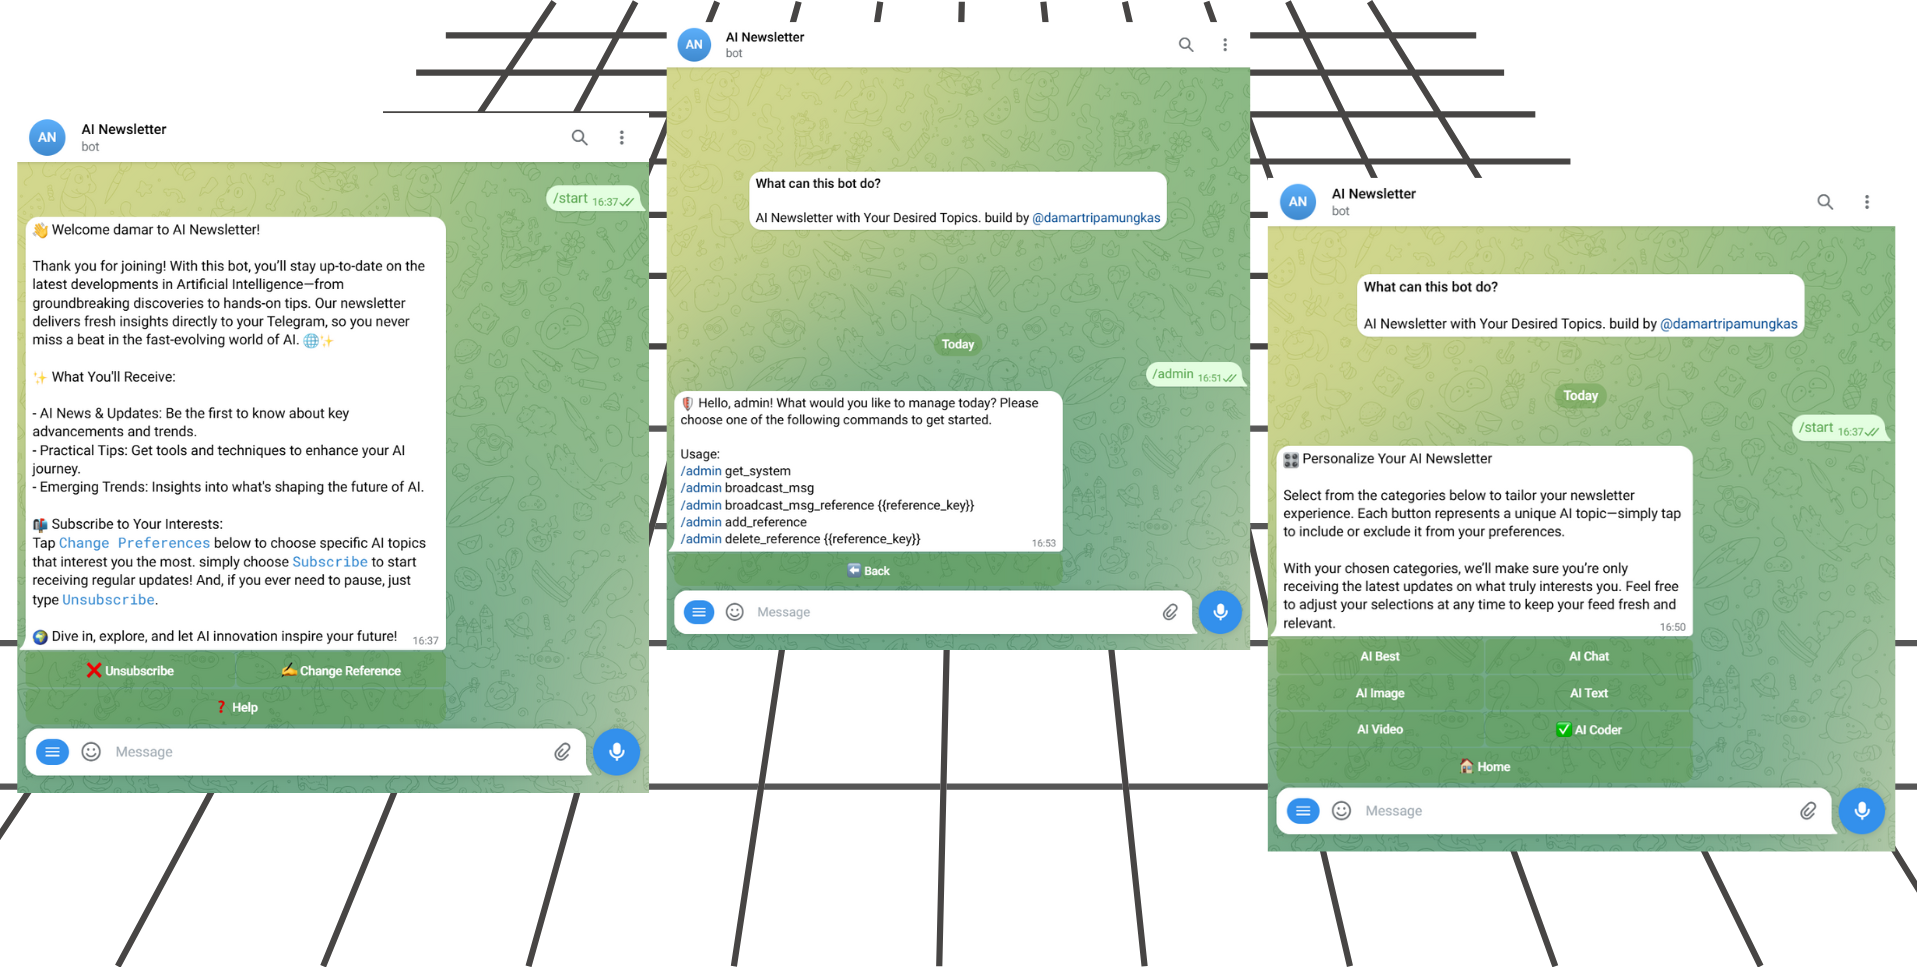 AN
AI Newsletter
bot
/start 16:37
👋 Welcome damar to AI Newsletter!
Thank you for joining! With this bot, you'll stay up-to-date on the
latest developments in Artificial Intelligence—from
groundbreaking discoveries to hands-on tips. Our newsletter
delivers fresh insights directly to your Telegram, so you never
miss a beat in the fast-evolving world of AI. 🌐✨
✨ What You'll Receive:
- AI News & Updates: Be the first to know about key
advancements and trends.
- Practical Tips: Get tools and techniques to enhance your AI
journey.
- Emerging Trends: Insights into what's shaping the future of AI.
📬 Subscribe to Your Interests:
Tap Change Preferences below to choose specific AI topics
that interest you the most. simply choose Subscribe to start
receiving regular updates! And, if you ever need to pause, just
type Unsubscribe.
🌍 Dive in, explore, and let AI innovation inspire your future! 16:37
❌ Unsubscribe
✍️ Change Reference
❓ Help
Message
AN
AI Newsletter
bot
What can this bot do?
AI Newsletter with Your Desired Topics. build by @damartripamungkas
Today
/admin 16:51
Hello, admin! What would you like to manage today? Please
choose one of the following commands to get started.
Usage:
/admin get_system
/admin broadcast_msg
/admin broadcast_msg_reference {{reference_key}}
/admin add_reference
/admin delete_reference {{reference_key}}
16:53
⬅️ Back
Message
AN
AI Newsletter
bot
What can this bot do?
AI Newsletter with Your Desired Topics. build by @damartripamungkas
Today
/start 16:37
🎛️ Personalize Your AI Newsletter
Select from the categories below to tailor your newsletter
experience. Each button represents a unique AI topic—simply tap
to include or exclude it from your preferences.
With your chosen categories, we'll make sure you're only
receiving the latest updates on what truly interests you. Feel free
to adjust your selections at any time to keep your feed fresh and
relevant. 16:50
AI Best
AI Chat
AI Image
AI Text
AI Video
✅ AI Coder
🏠 Home
Message